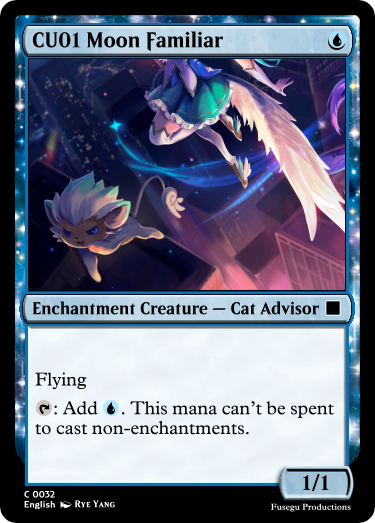 CU01 Moon Familiar
Enchantment Creature — Cat Advisor
Flying
: Add . This mana can't be spent
to cast non-enchantments.
1/1
C 0032
English Rye Yang
Fusegu Productions